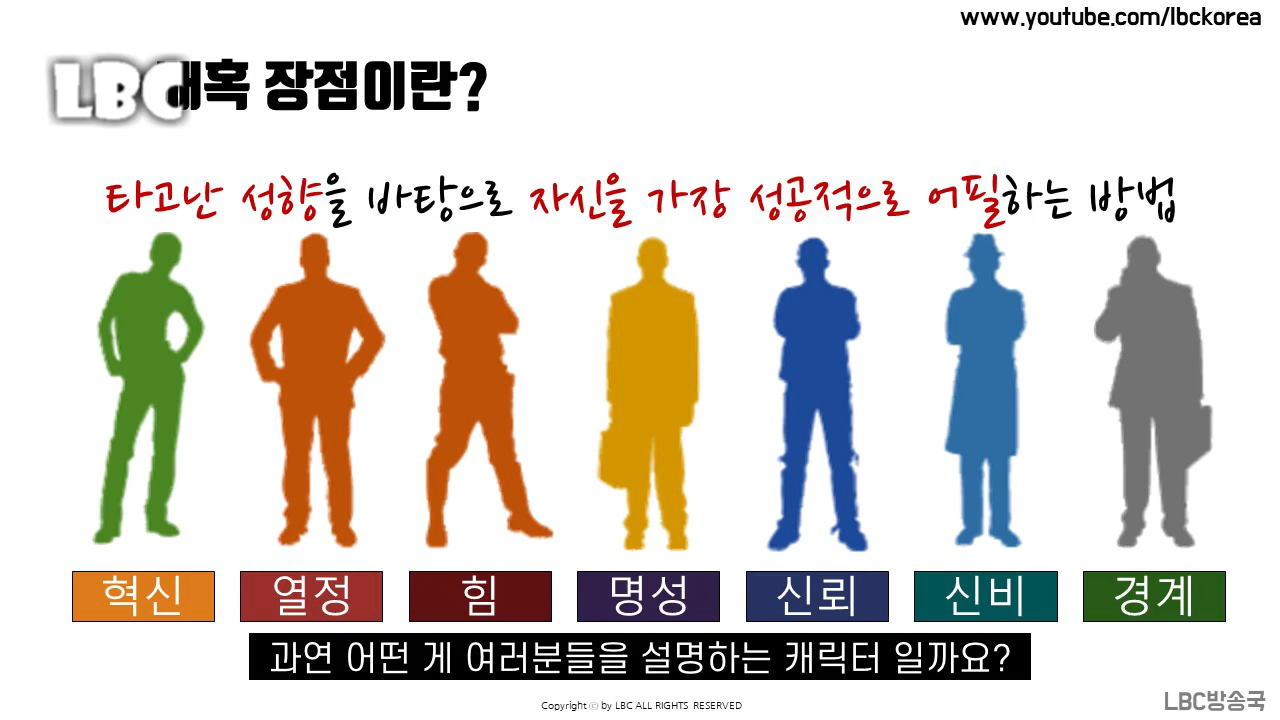 www.youtube.com/lbckorea
LBC
매혹 장점이란?
타고난 성향을 바탕으로 자신을 가장 성공적으로 어필하는 방법
혁신 열정 힘 명성 신뢰 신비 경계
과연 어떤 게 여러분들을 설명하는 캐릭터 일까요?
Copyright ⓒ by LBC ALL RIGHTS RESERVED
LBC방송국